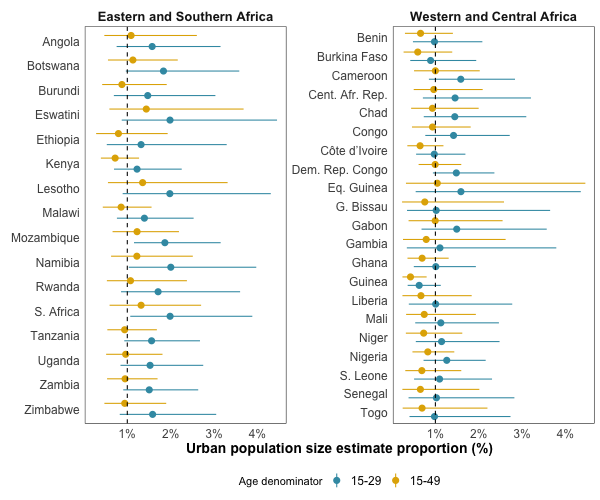 Eastern and Southern Africa
Angola
Botswana
Burundi
Eswatini
Ethiopia
Kenya
Lesotho
Malawi
Mozambique
Namibia
Rwanda
S. Africa
Tanzania
Uganda
Zambia
Zimbabwe
1% 2% 3% 4%
Western and Central Africa
Benin
Burkina Faso
Cameroon
Cent. Afr. Rep.
Chad
Congo
Côte d'Ivoire
Dem. Rep. Congo
Eq. Guinea
G. Bissau
Gabon
Gambia
Ghana
Guinea
Liberia
Mali
Niger
Nigeria
S. Leone
Senegal
Togo
1% 2% 3% 4%
Urban population size estimate proportion (%)
Age denominator 15-29 15-49